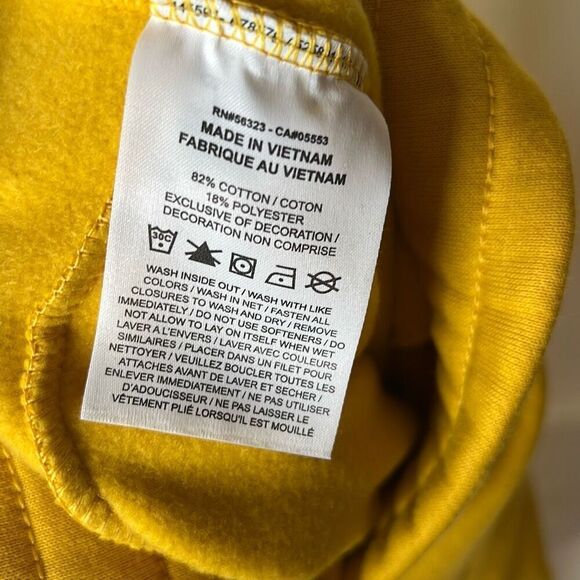 RN#56323 - CA#05553
MADE IN VIETNAM
FABRIQUE AU VIETNAM
82% COTTON / COTON
18% POLYESTER
EXCLUSIVE OF DECORATION /
DECORATION NON COMPRISE
30C
WASH INSIDE OUT / WASH WITH LIKE
COLORS / WASH IN NET / FASTEN ALL
CLOSURES TO WASH AND DRY / REMOVE
IMMEDIATELY / DO NOT USE SOFTENERS / DO
NOT ALLOW TO LAY ON ITSELF WHEN WET
LAVER A L'ENVERS / LAVER AVEC COULEURS
SIMILAIRES / PLACER DANS UN FILET POUR
NETTOYER / VEUILLEZ BOUCLER TOUTES LES
ATTACHES AVANT DE LAVER ET SÉCHER /
ENLEVER IMMÉDIATEMENT / NE PAS UTILISER
D'ADOUCISSEUR / NE PAS LAISSER LE
VÊTEMENT PLIÉ LORSQU'IL EST MOUILLÉ